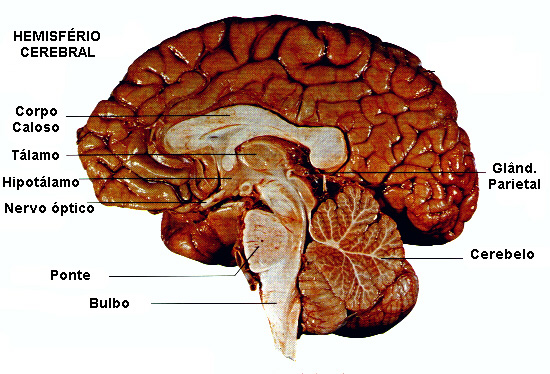 HEMISFÉRIO
CEREBRAL
Corpo
Caloso
Tálamo
Hipotálamo
Nervo óptico
Ponte
Bulbo
Glând.
Parietal
Cerebelo